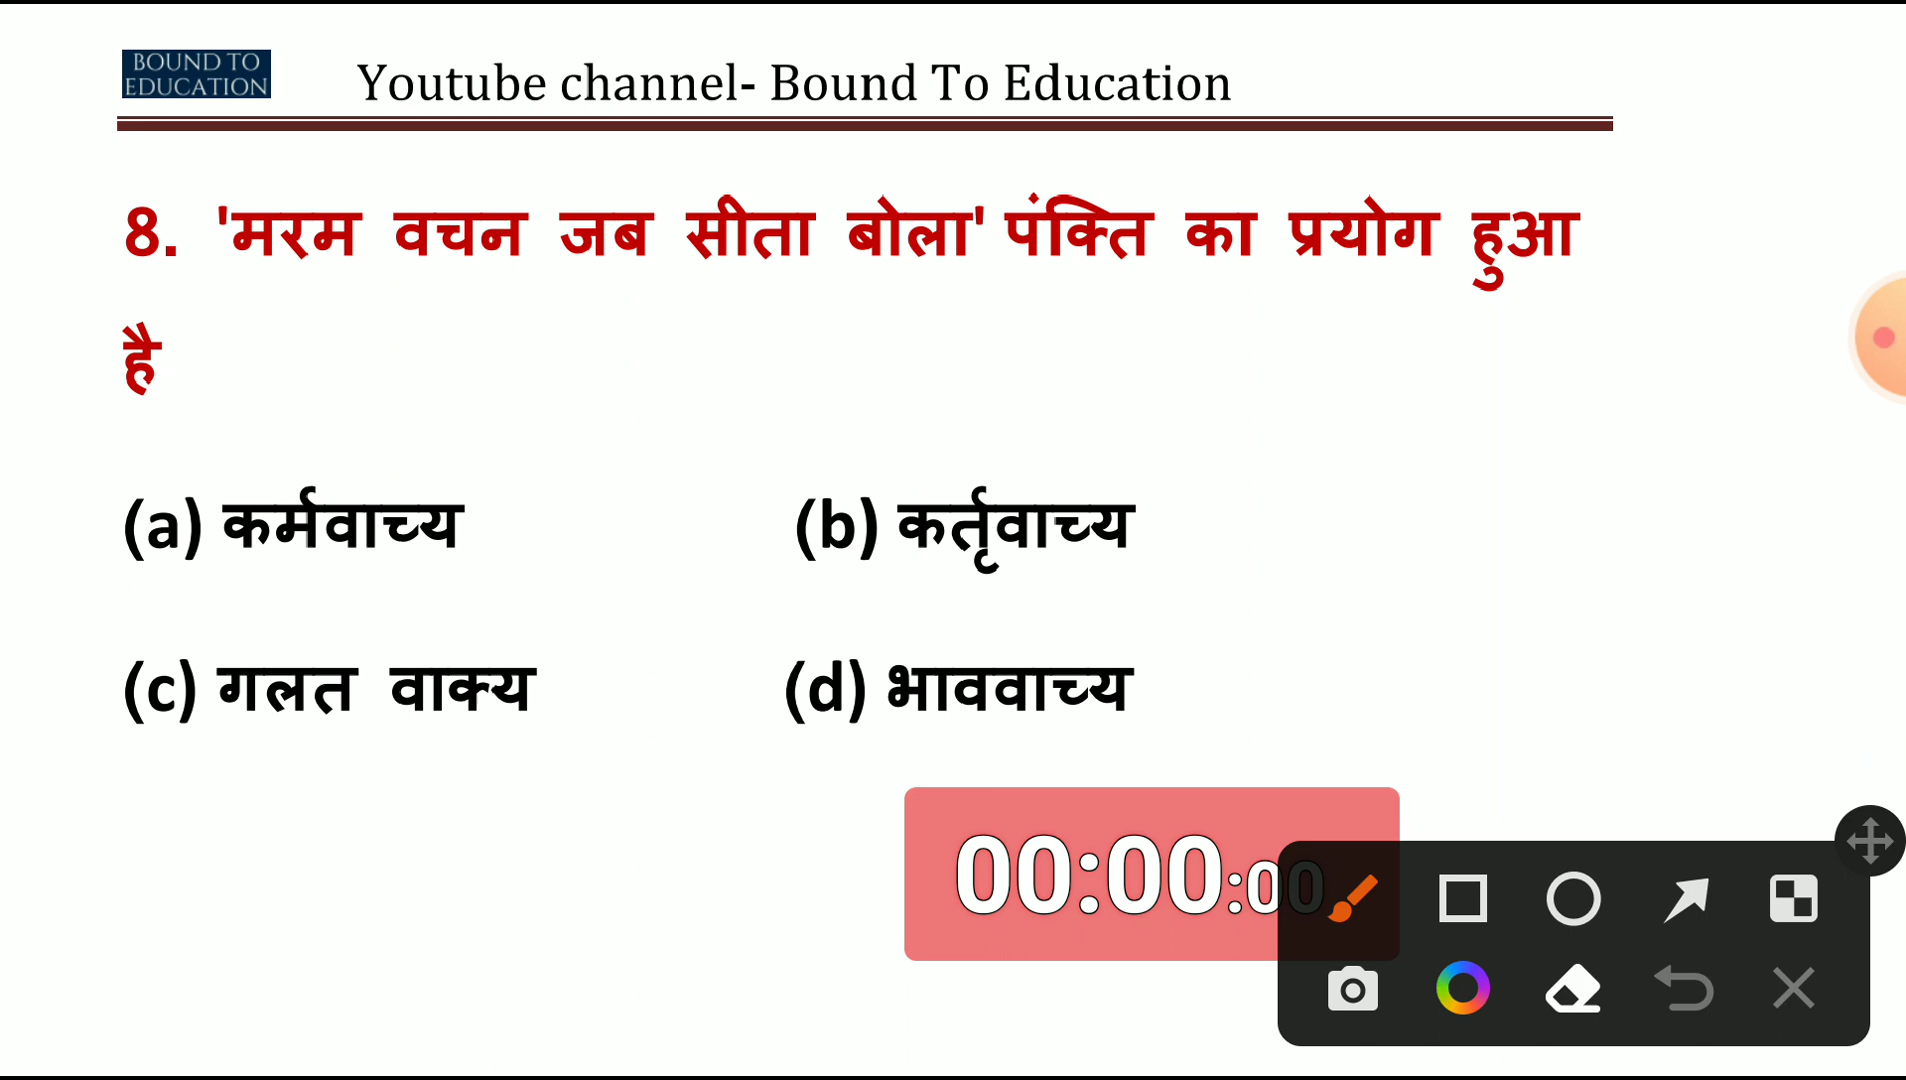 BOUND TO
EDUCATION
Youtube channel- Bound To Education
8. 'मरम वचन जब सीता बोला' पंक्ति का प्रयोग हुआ
है
(a) कर्मवाच्य (b) कर्तृवाच्य
(c) गलत वाक्य (d) भाववाच्य
00:00:00